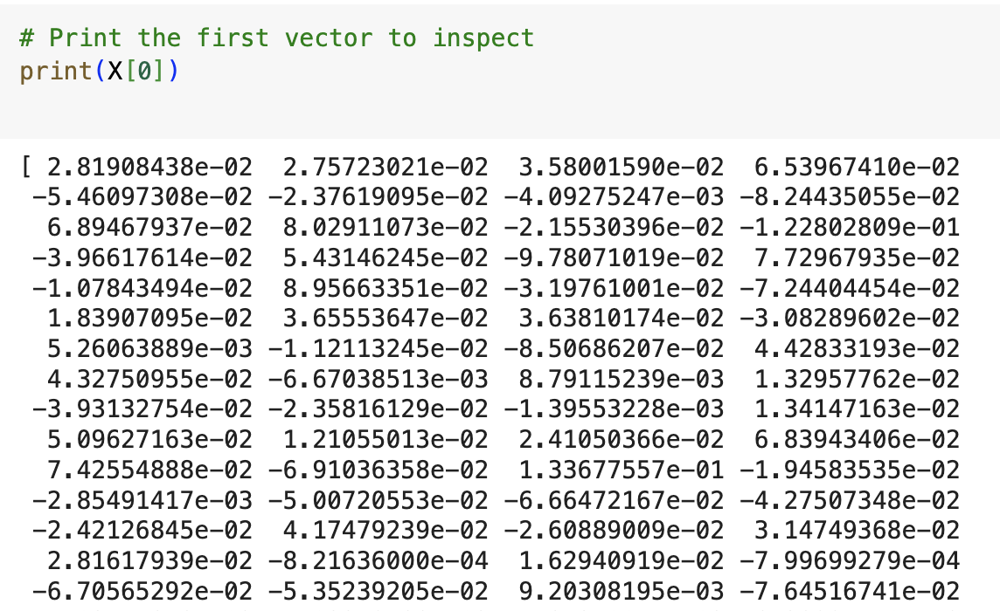 # Print the first vector to inspect
print(X[0])
[ 2.81908438e-02  2.75723021e-02  3.58001590e-02  6.53967410e-02
 -5.46097308e-02 -2.37619095e-02 -4.09275247e-03 -8.24435055e-02
  6.89467937e-02  8.02911073e-02 -2.15530396e-02 -1.22802809e-01
 -3.96617614e-02  5.43146245e-02 -9.78071019e-02  7.72967935e-02
 -1.07843494e-02  8.95663351e-02 -3.19761001e-02 -7.24404454e-02
  1.83907095e-02  3.65553647e-02  3.63810174e-02 -3.08289602e-02
  5.26063889e-03 -1.12113245e-02 -8.50686207e-02  4.42833193e-02
  4.32750955e-02 -6.67038513e-03  8.79115239e-03  1.32957762e-02
 -3.93132754e-02 -2.35816129e-02 -1.39553228e-03  1.34147163e-02
  5.09627163e-02  1.21055013e-02  2.41050366e-02  6.83943406e-02
  7.42554888e-02 -6.91036358e-02  1.33677557e-01 -1.94583535e-02
 -2.85491417e-03 -5.00720553e-02 -6.66472167e-02 -4.27507348e-02
 -2.42126845e-02  4.17479239e-02 -2.60889009e-02  3.14749368e-02
  2.81617939e-02 -8.21636000e-04  1.62940919e-02 -7.99699279e-04
 -6.70565292e-02 -5.35239205e-02  9.20308195e-03 -7.64516741e-02